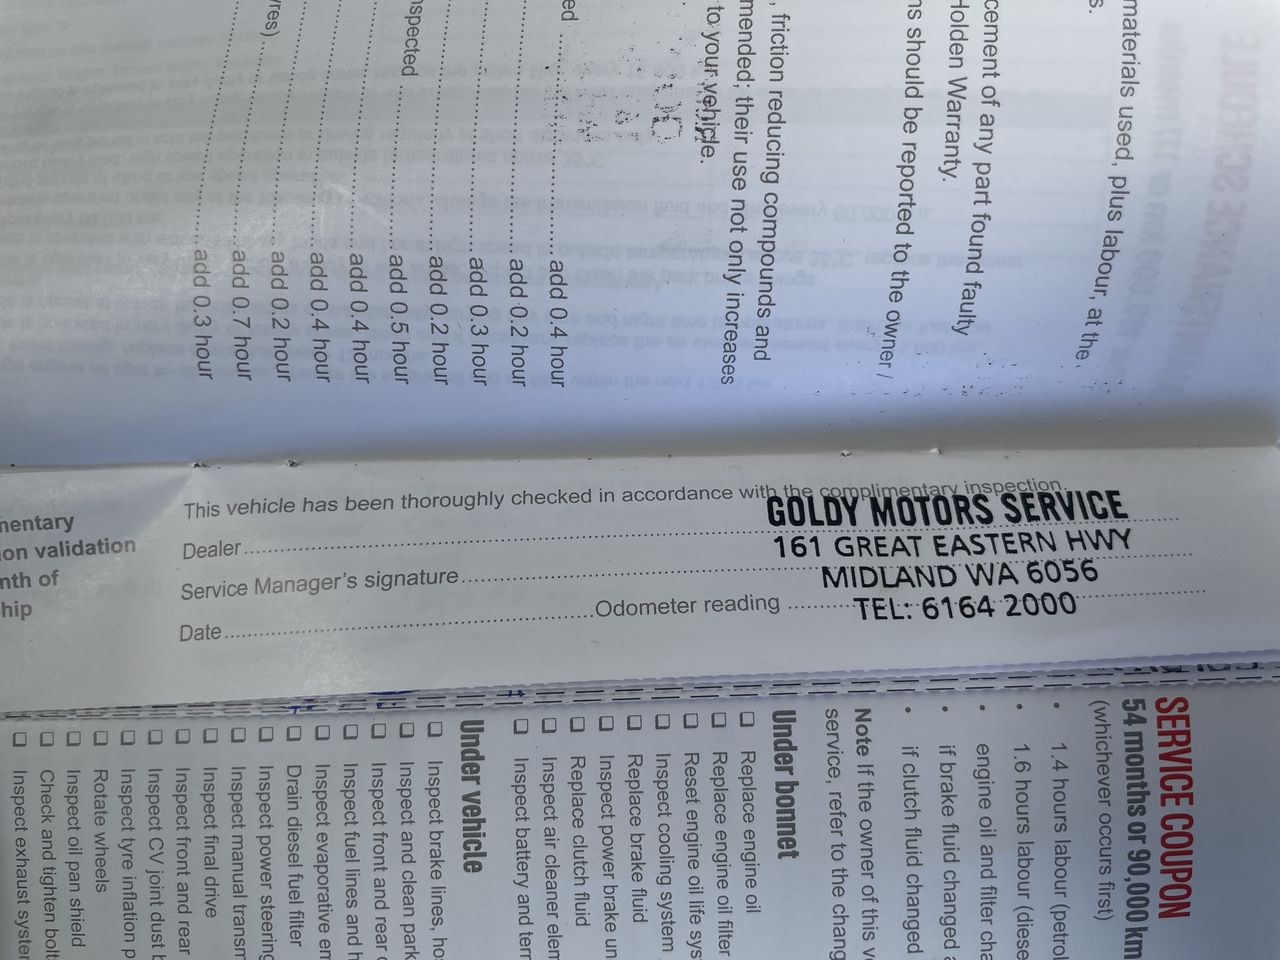 materials used, plus labour, at the
s.
cement of any part found faulty
Holden Warranty.
ns should be reported to the owner /
, friction reducing compounds and
mended; their use not only increases
to your vehicle.
ed ... add 0.4 hour
... add 0.2 hour
... add 0.3 hour
... add 0.2 hour
nspected ... add 0.5 hour
... add 0.4 hour
... add 0.4 hour
... add 0.2 hour
yres) ... add 0.7 hour
... add 0.3 hour
mentary
ion validation
nth of
hip
This vehicle has been thoroughly checked in accordance with the complimentary inspection.
Dealer
Service Manager's signature
Date ... Odometer reading
GOLDY MOTORS SERVICE
161 GREAT EASTERN HWY
MIDLAND WA 6056
TEL: 6164 2000
SERVICE COUPON
54 months or 90,000 km
(whichever occurs first)
• 1.4 hours labour (petrol
• 1.6 hours labour (diese
engine oil and filter cha
• if brake fluid changed a
• if clutch fluid changed
Note If the owner of this v
service, refer to the chang
Under bonnet
❑ Replace engine oil
❑ Replace engine oil filter
❑ Reset engine oil life sys
❑ Inspect cooling system
❑ Replace brake fluid
❑ Inspect power brake un
❑ Replace clutch fluid
❑ Inspect air cleaner elem
❑ Inspect battery and term
Under vehicle
❑ Inspect brake lines, ho
❑ Inspect and clean park
❑ Inspect front and rear
❑ Inspect fuel lines and h
❑ Inspect evaporative em
❑ Drain diesel fuel filter
❑ Inspect power steering
❑ Inspect manual transm
❑ Inspect final drive
❑ Inspect front and rear
❑ Inspect CV joint dust b
❑ Inspect tyre inflation p
❑ Rotate wheels
❑ Inspect oil pan shield
❑ Check and tighten bolt
❑ Inspect exhaust system